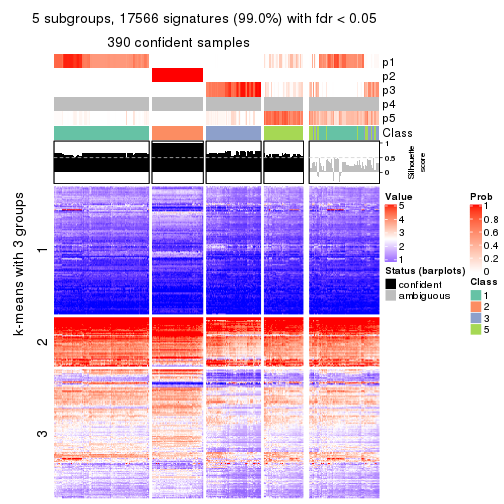 5 subgroups, 17566 signatures (99.0%) with fdr < 0.05
390 confident samples
p1
p2
p3
p4
p5
Class
1
0.5
0
Silhouette
score
k-means with 3 groups
1
2
3
Value
5
4
3
2
1
Status (barplots)
confident
ambiguous
Prob
1
0.8
0.6
0.4
0.2
0
Class
1
2
3
5